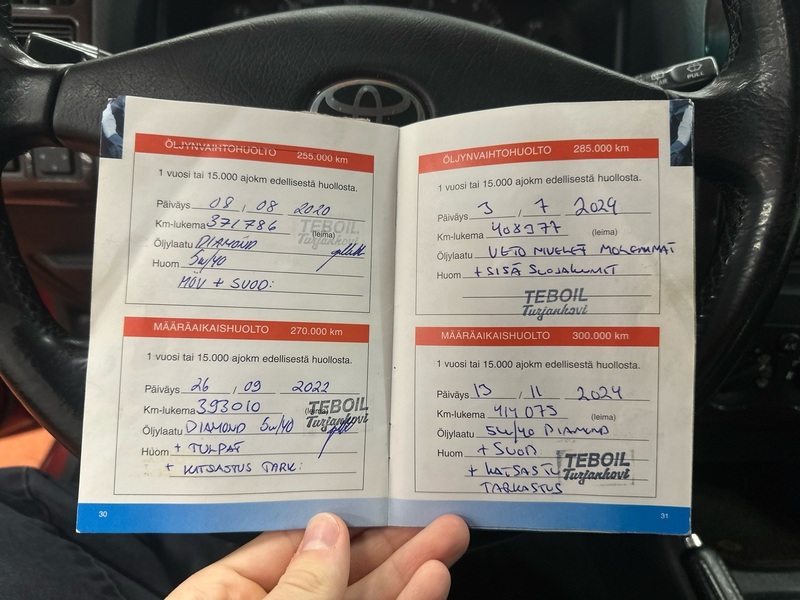 ÖLJYNVAIHTOHUOLTO 255.000 km
1 vuosi tai 15.000 ajokm edellisestä huollosta.
Päiväys 08 / 08 2020
Km-lukema 371786 (leima)
TEBOIL
Turjankovi
Öljylaatu DIAMOND
Huom 5w/40
MÖV + SUOD:
MÄÄRÄAIKAISHUOLTO 270.000 km
1 vuosi tai 15.000 ajokm edellisestä huollosta.
Päiväys 26 / 09 2022
Km-lukema 393010 (leima)
TEBOIL
Turjankovi
Öljylaatu DIAMOND 5w/40
Huom + TULPAT
+ KATSASTUS TARK:
30
ÖLJYNVAIHTOHUOLTO 285.000 km
1 vuosi tai 15.000 ajokm edellisestä huollosta.
Päiväys 3 / 7 2024
Km-lukema 408377 (leima)
Öljylaatu VETO NIVELET MOLEMMAT
Huom + SISÄ SUOJAKUMIT
TEBOIL
Turjankovi
MÄÄRÄAIKAISHUOLTO 300.000 km
1 vuosi tai 15.000 ajokm edellisestä huollosta.
Päiväys 13 / 11 2024
Km-lukema 414075 (leima)
Öljylaatu 5w/40 DIAMOND
Huom + SUOD.
+ KATSASTUS
TARKASTUS
TEBOIL
Turjankovi
31
PULL